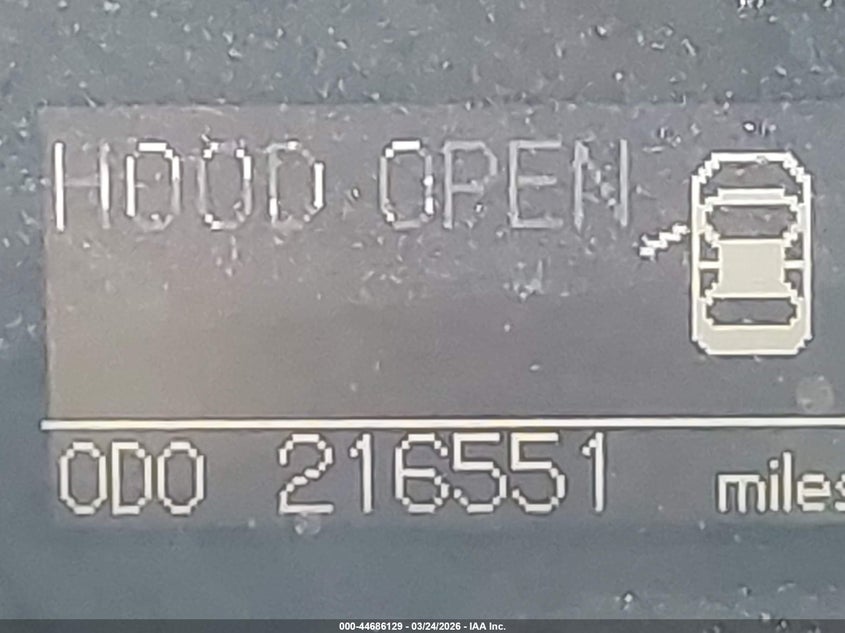 HOOD OPEN
ODO 216551 miles
000-44686129 - 03/24/2026 - IAA Inc.